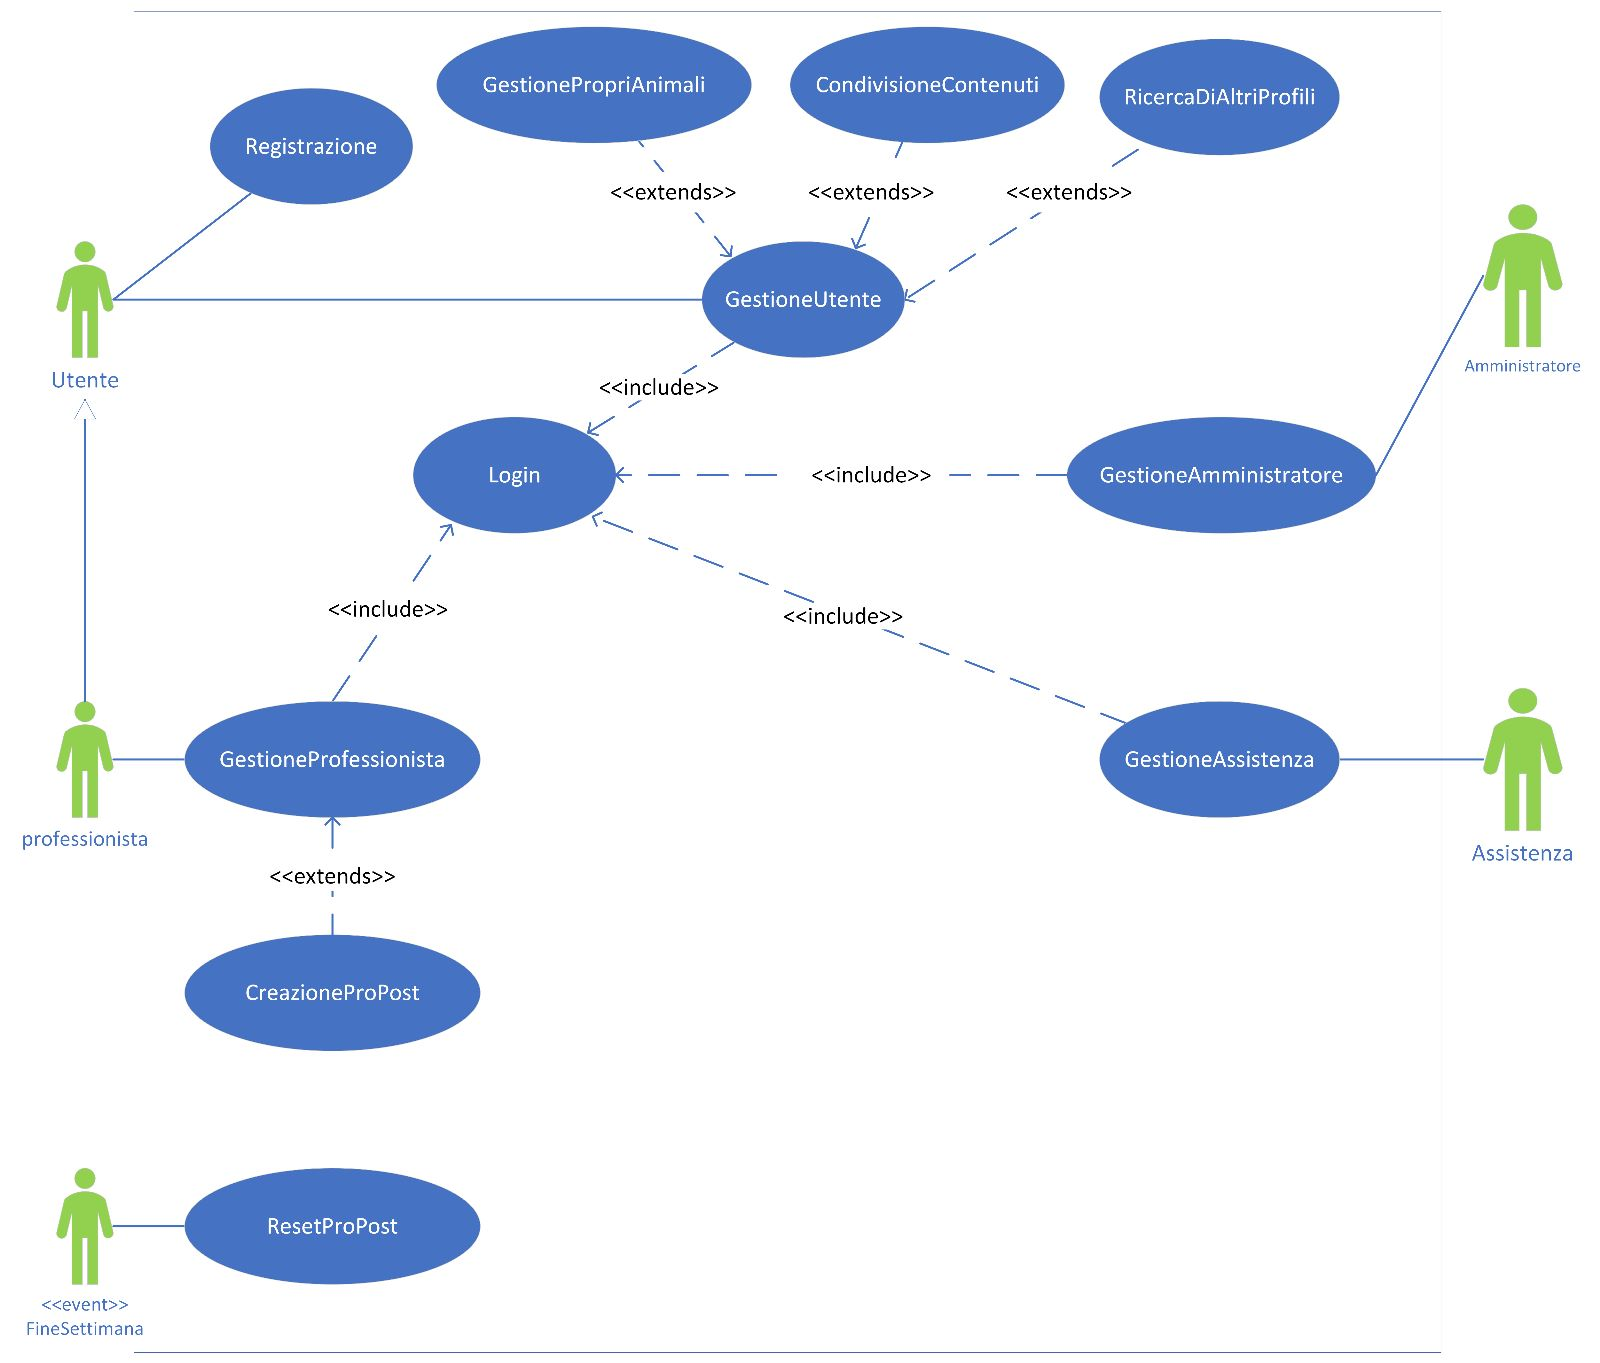 GestionePropriAnimali
CondivisioneContenuti
RicercaDiAltriProfili
Registrazione
<<extends>>
<<extends>>
<<extends>>
GestioneUtente
Utente
Amministratore
<<include>>
Login
<<include>>
GestioneAmministratore
<<include>>
<<include>>
GestioneProfessionista
GestioneAssistenza
professionista
Assistenza
<<extends>>
CreazioneProPost
ResetProPost
<<event>>
FineSettimana